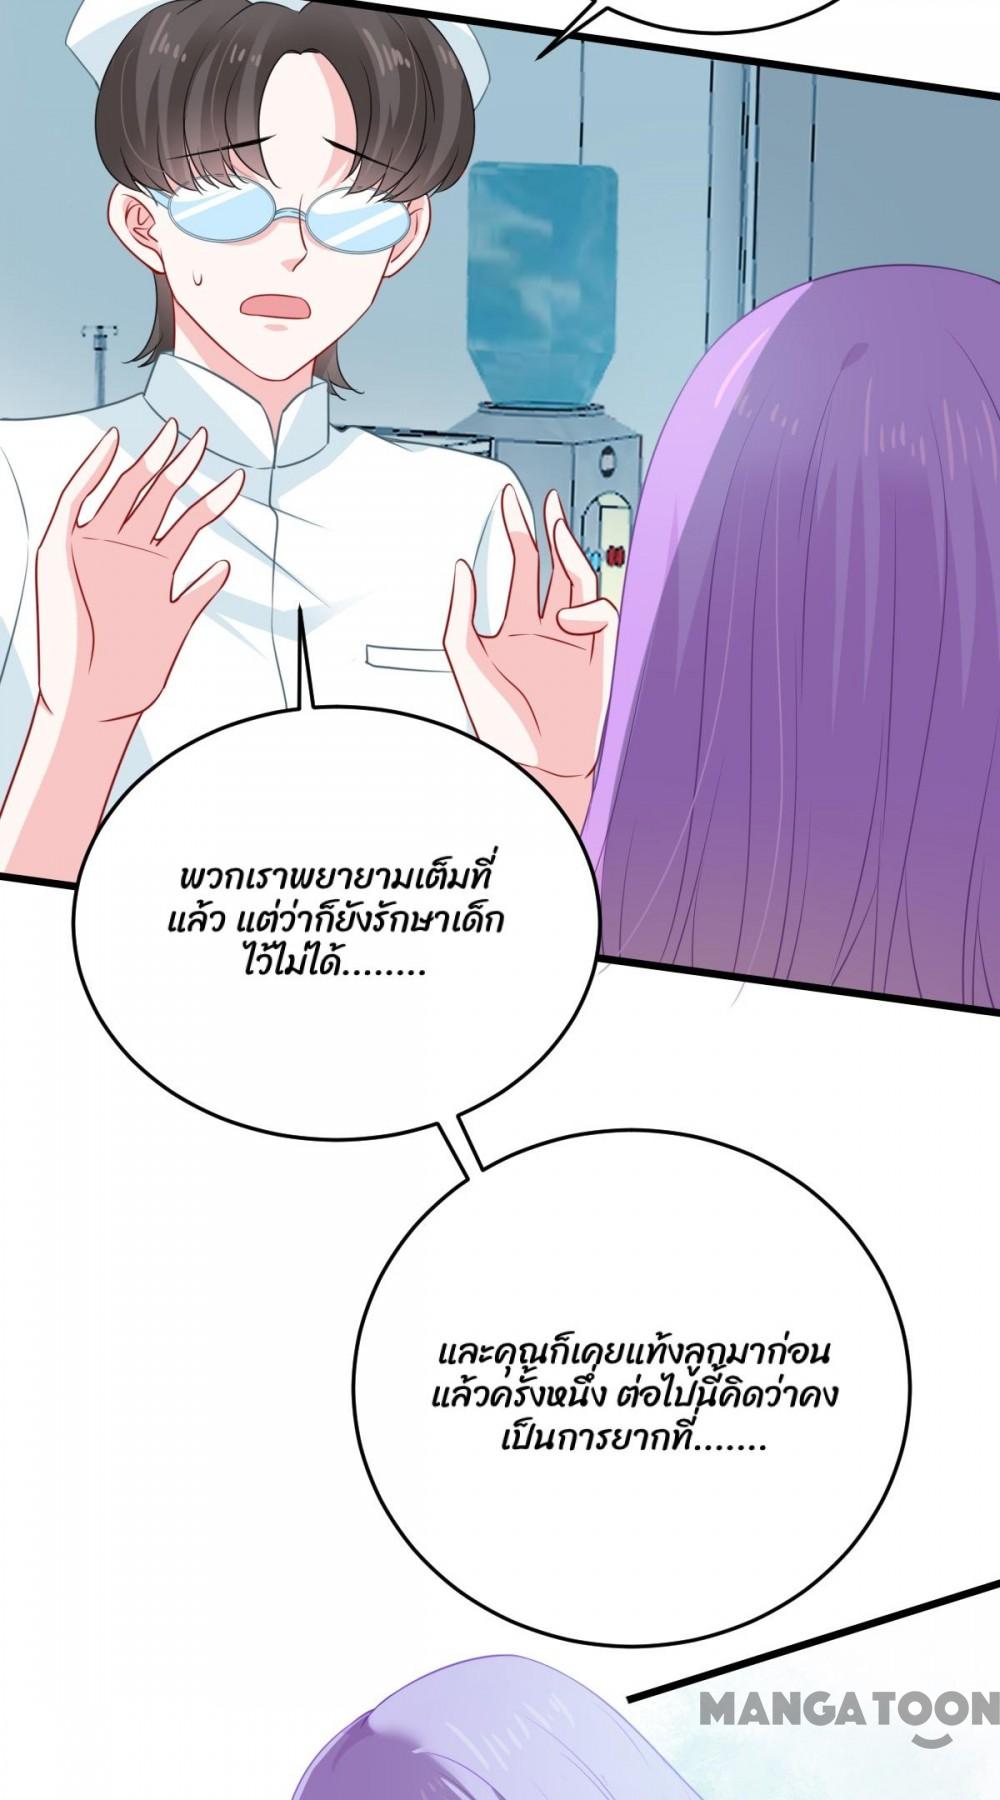 พวกเราพยายามเต็มที่
แล้ว แต่ว่าก็ยังรักษาเด็ก
ไว้ไม่ได้........
และคุณก็เคยแท้งลูกมาก่อน
แล้วครั้งหนึ่ง ต่อไปนี้คิดว่าคง
เป็นการยากที่.......
MANGATOON